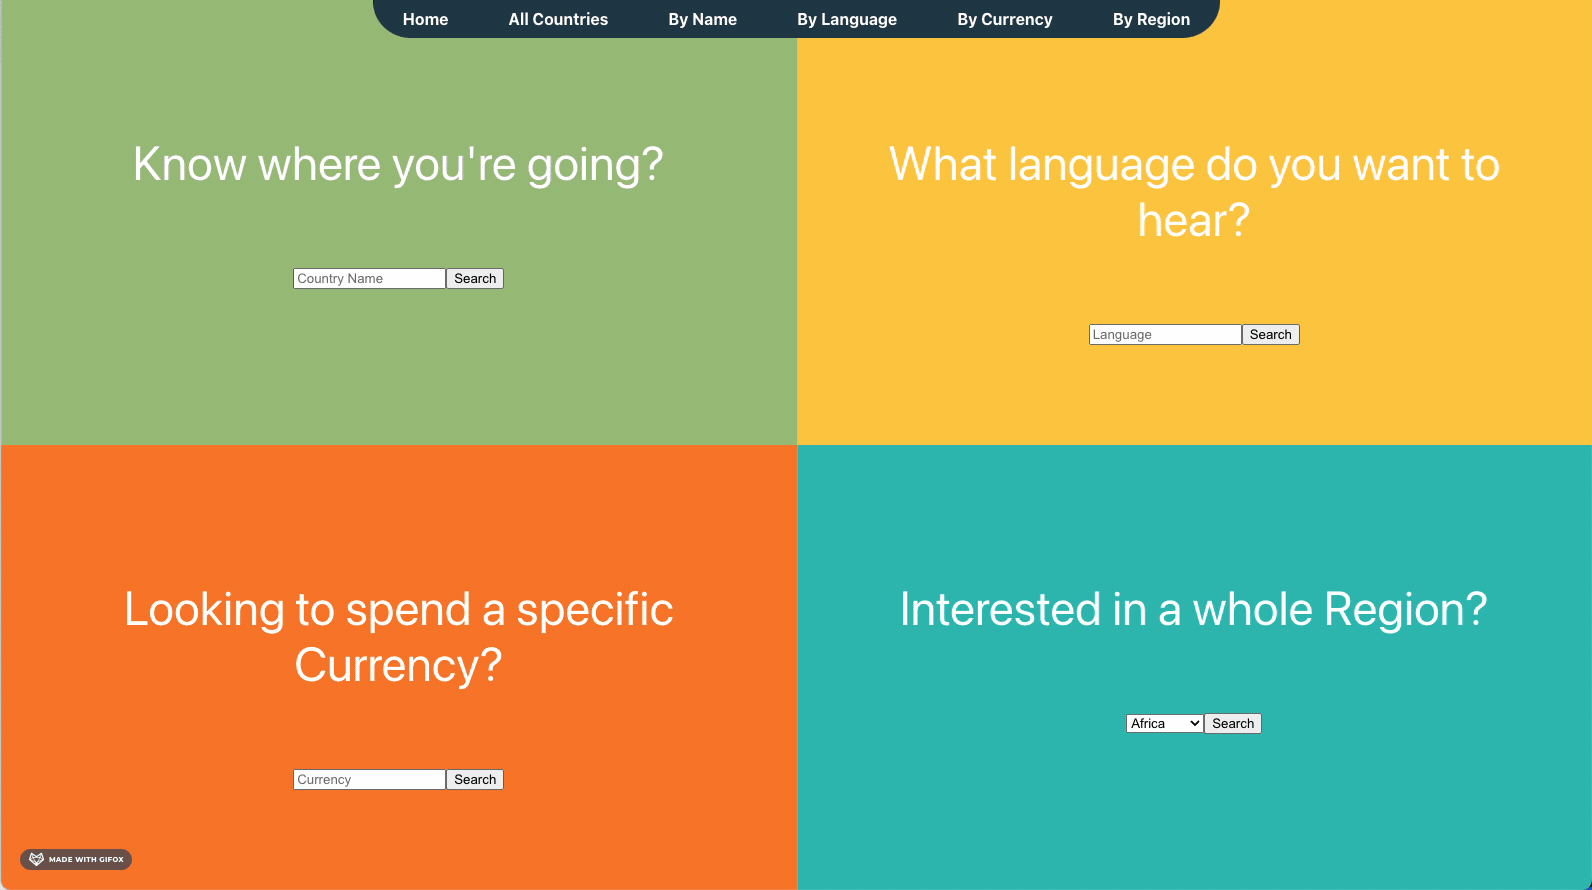 Home All Countries By Name By Language By Currency By Region
Know where you're going?
Country Name Search
What language do you want to
hear?
Language Search
Looking to spend a specific
Currency?
Currency Search
Interested in a whole Region?
Africa Search
MADE WITH GIFOX